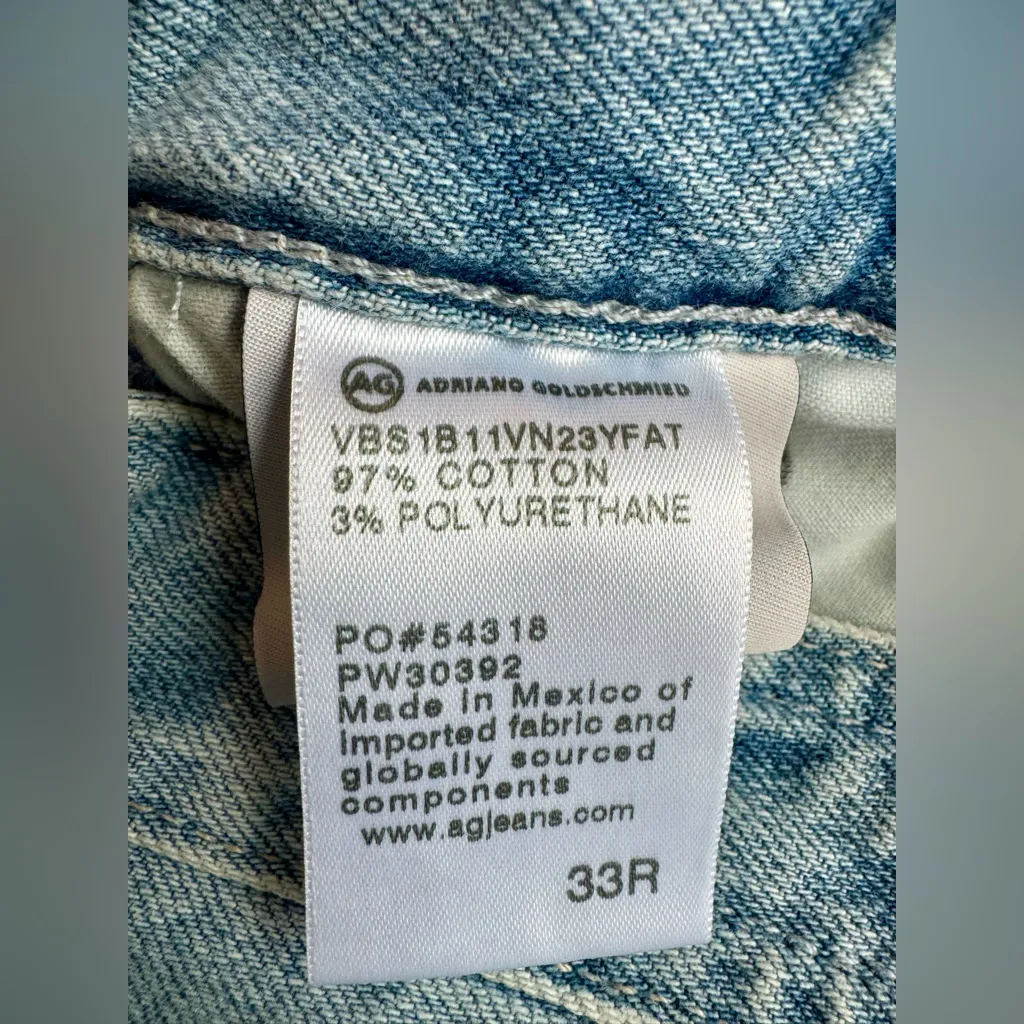 AG ADRIANO GOLDSCHMIED
VBS1B11VN23YFAT
97% COTTON
3% POLYURETHANE
PO#54318
PW30392
Made in Mexico of
Imported fabric and
globally sourced
components
www.agjeans.com
33R